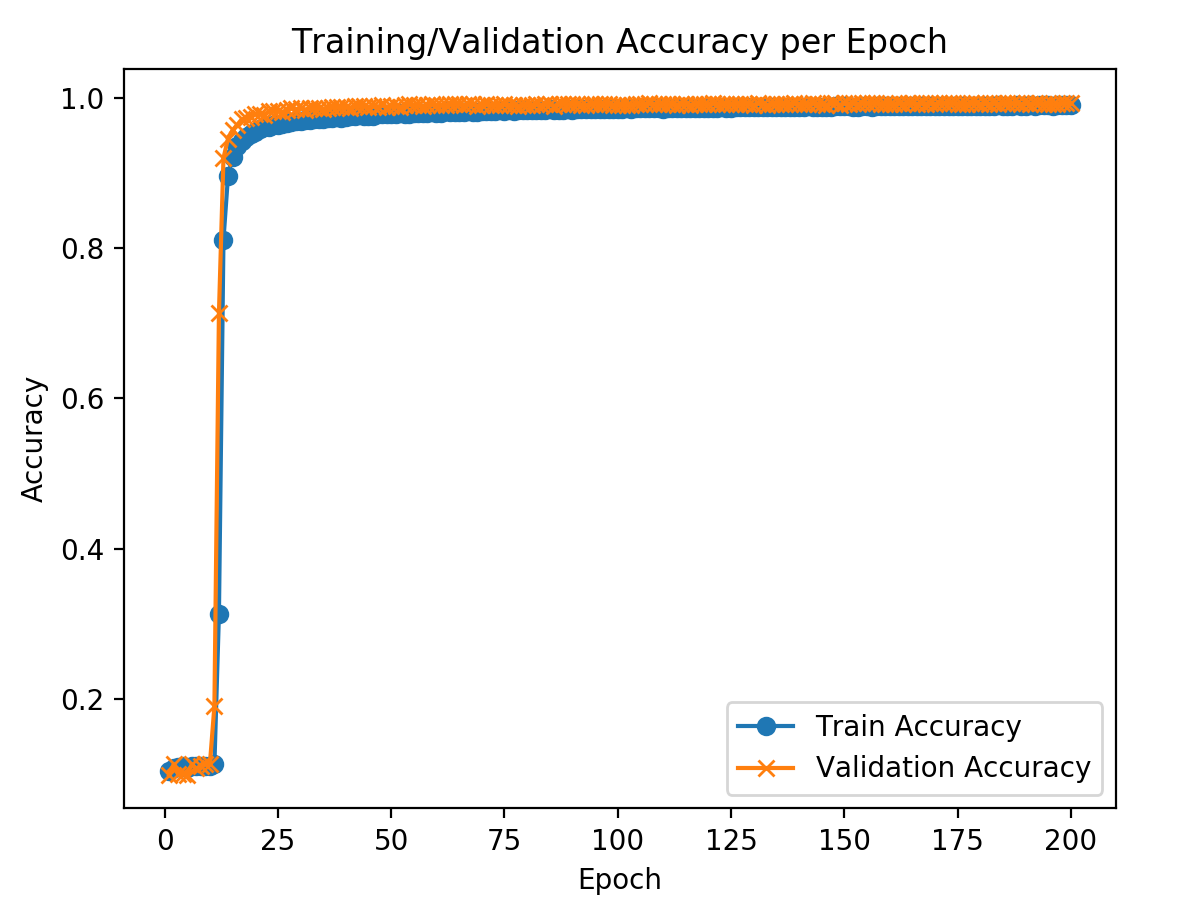 Training/Validation Accuracy per Epoch
Accuracy
1.0
0.8
0.6
0.4
0.2
0 25 50 75 100 125 150 175 200
Epoch
Train Accuracy
Validation Accuracy